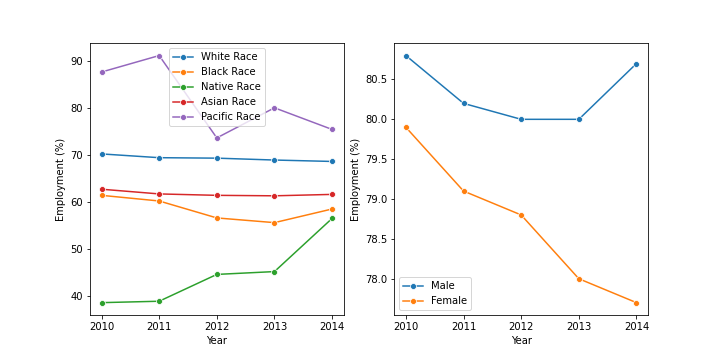 90
80
70
60
50
40
Employment (%)
2010 2011 2012 2013 2014
Year
White Race
Black Race
Native Race
Asian Race
Pacific Race
80.5
80.0
79.5
79.0
78.5
78.0
Employment (%)
2010 2011 2012 2013 2014
Year
Male
Female